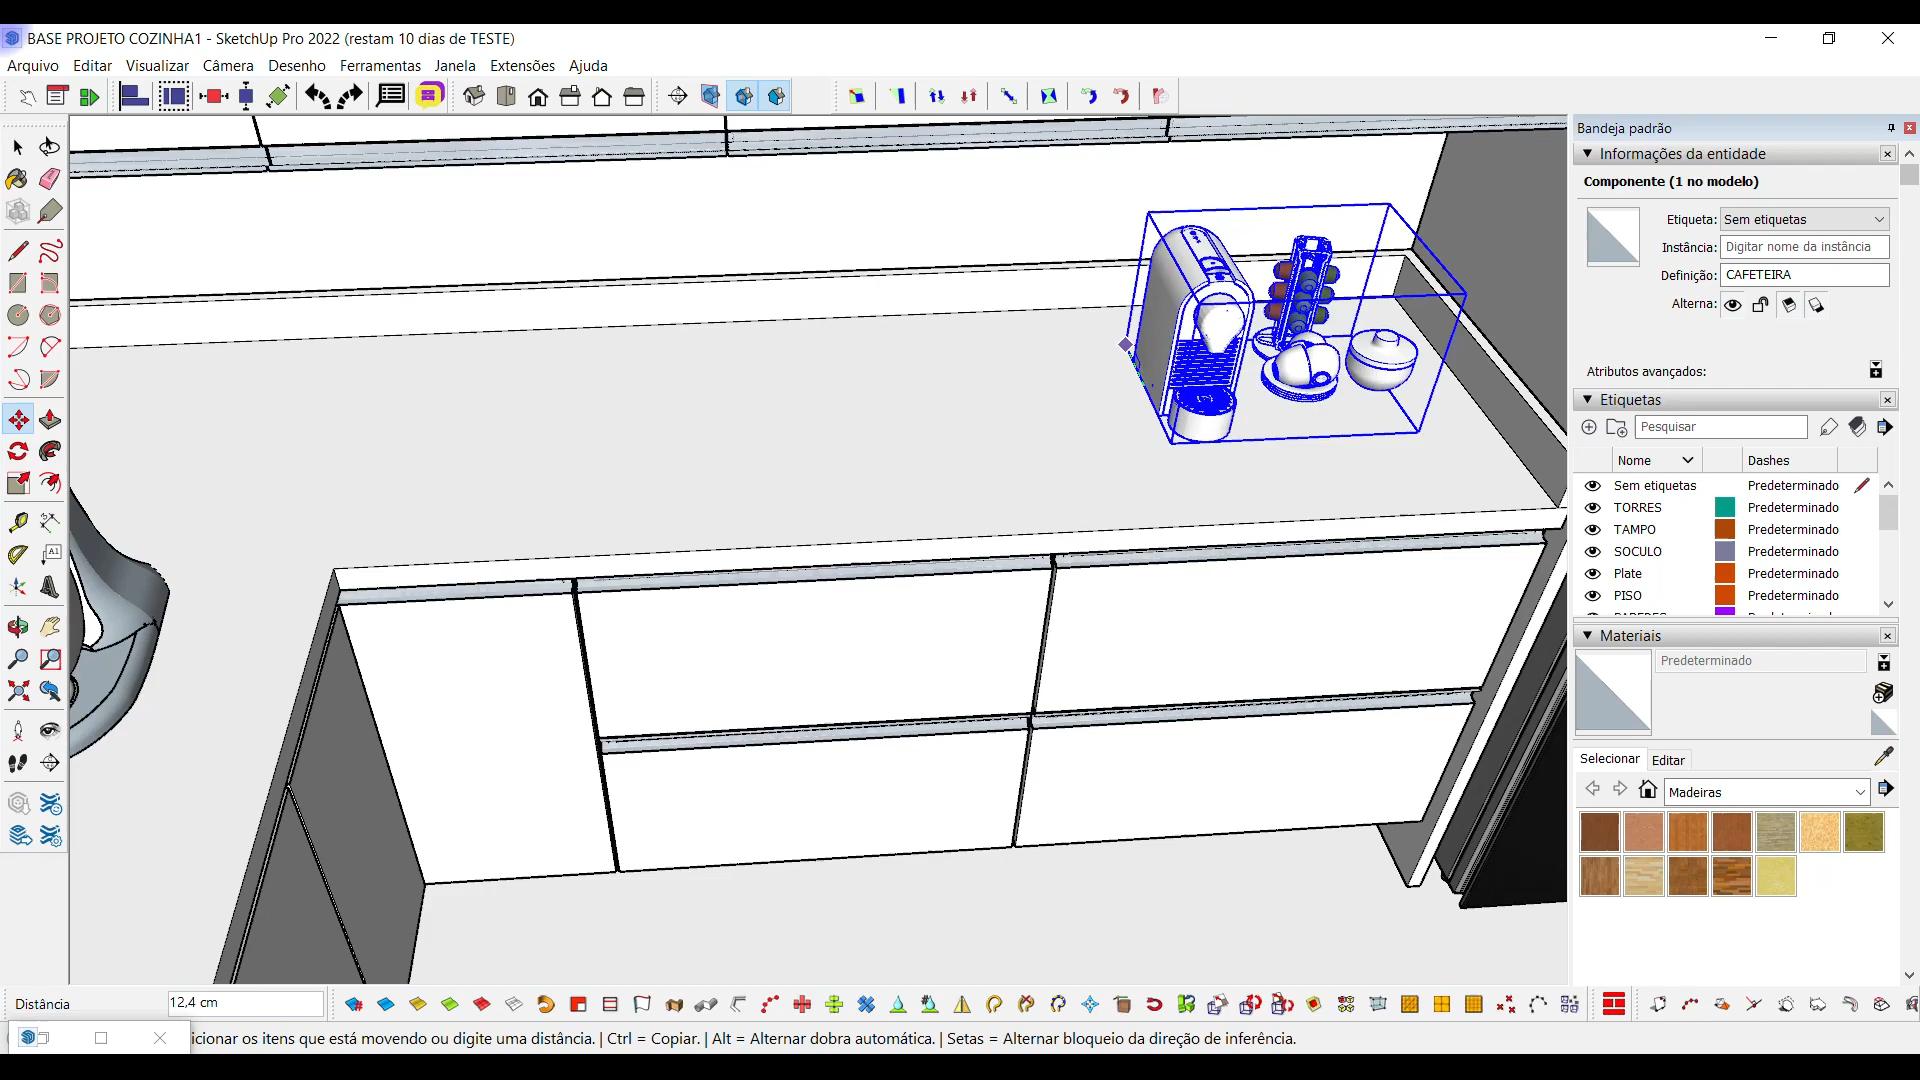 BASE PROJETO COZINHA1 - SketchUp Pro 2022 (restam 10 dias de TESTE)
Arquivo Editar Visualizar Câmera Desenho Ferramentas Janela Extensões Ajuda
Bandeja padrão
Informações da entidade
Componente (1 no modelo)
Etiqueta: Sem etiquetas
Instância: Digitar nome da instância
Definição: CAFETEIRA
Alterna:
Atributos avançados:
Etiquetas
Pesquisar
Nome Dashes
Sem etiquetas Predeterminado
TORRES Predeterminado
TAMPO Predeterminado
SOCULO Predeterminado
Plate Predeterminado
PISO Predeterminado
Materiais
Predeterminado
Selecionar Editar
Madeiras
A1
Distância 12,4 cm
icionar os itens que está movendo ou digite uma distância. | Ctrl = Copiar. | Alt = Alternar dobra automática. | Setas = Alternar bloqueio da direção de inferência.